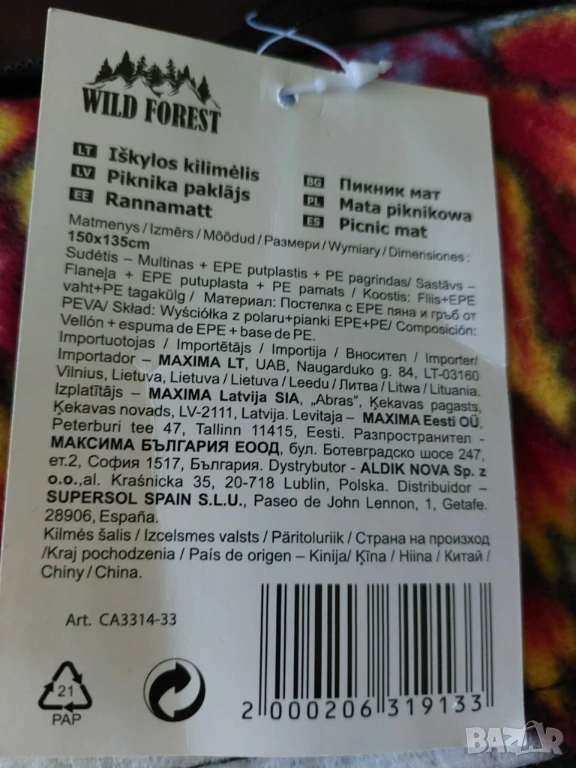 WILD FOREST
LT Iškylos kilimėlis
LV Piknika paklājs
EE Rannamatt
BG Пикник мат
PL Mata piknikowa
ES Picnic mat
Matmenys / Izmērs / Mõõdud / Размери / Wymiary / Dimensiones :
150x135cm
Sudėtis – Multinas + EPE putplastis + PE pagrindas/ Sastāvs –
Flaneļa + EPE putuplasta + PE pamats / Koostis: Fliis+EPE
vaht+PE tagakülg / Материал: Постелка с EPE пяна и гръб от
PEVA/ Skład: Wyściółka z polaru+pianki EPE+PE/ Composición:
Vellón + espuma de EPE + base de PE.
Importuotojas / Importētājs / Importija / Вносител / Importer/
Importador – MAXIMA LT, UAB, Naugarduko g. 84, LT-03160
Vilnius, Lietuva, Lietuva / Lietuva / Leedu / Литва / Litwa / Lituania.
Izplatītājs – MAXIMA Latvija SIA, „Abras”, Ķekavas pagasts,
Ķekavas novads, LV-2111, Latvija. Levitaja – MAXIMA Eesti OÜ,
Peterburi tee 47, Tallinn 11415, Eesti. Разпространител -
МАКСИМА БЪЛГАРИЯ ЕООД, бул. Ботевградско шосе 247,
ет.2, София 1517, България. Dystrybutor - ALDIK NOVA Sp. z
o.o.,al. Kraśnicka 35, 20-718 Lublin, Polska. Distribuidor –
SUPERSOL SPAIN S.L.U., Paseo de John Lennon, 1, Getafe.
28906, España.
Kilmės šalis / Izcelsmes valsts / Päritoluriik / Страна на произход
/Kraj pochodzenia / País de origen – Kinija/ Ķīna / Hiina / Китай /
Chiny / China.
Art. CA3314-33
21
PAP
2 000206 319133
BAZAR